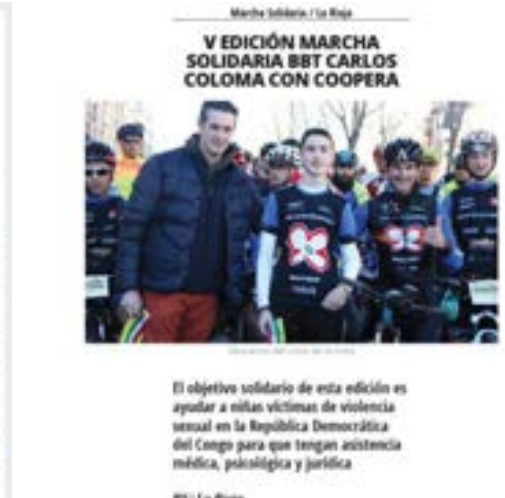 Marcha Solidaria / La Rioja
V EDICIÓN MARCHA
SOLIDARIA BBT CARLOS
COLOMA CON COOPERA
El objetivo solidario de esta edición es
ayudar a niñas víctimas de violencia
sexual en la República Democrática
del Congo para que tengan asistencia
médica, psicológica y jurídica
La Rioja